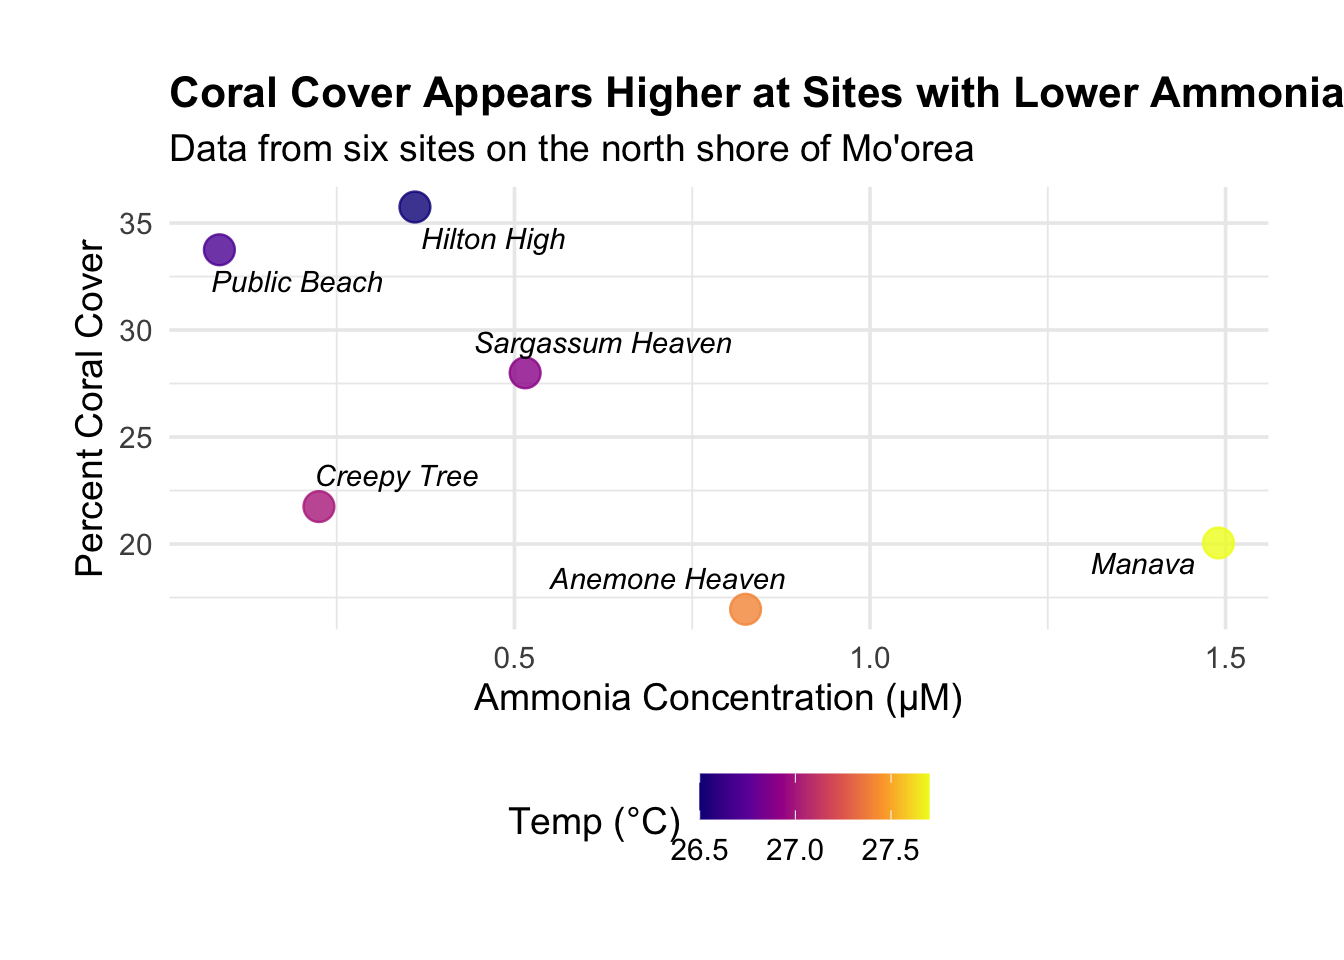 Coral Cover Appears Higher at Sites with Lower Ammonia
Data from six sites on the north shore of Mo'orea
Percent Coral Cover
35
30
25
20
Hilton High
Public Beach
Sargassum Heaven
Creepy Tree
Manava
Anemone Heaven
0.5 1.0 1.5
Ammonia Concentration (µM)
Temp (°C)
26.5 27.0 27.5